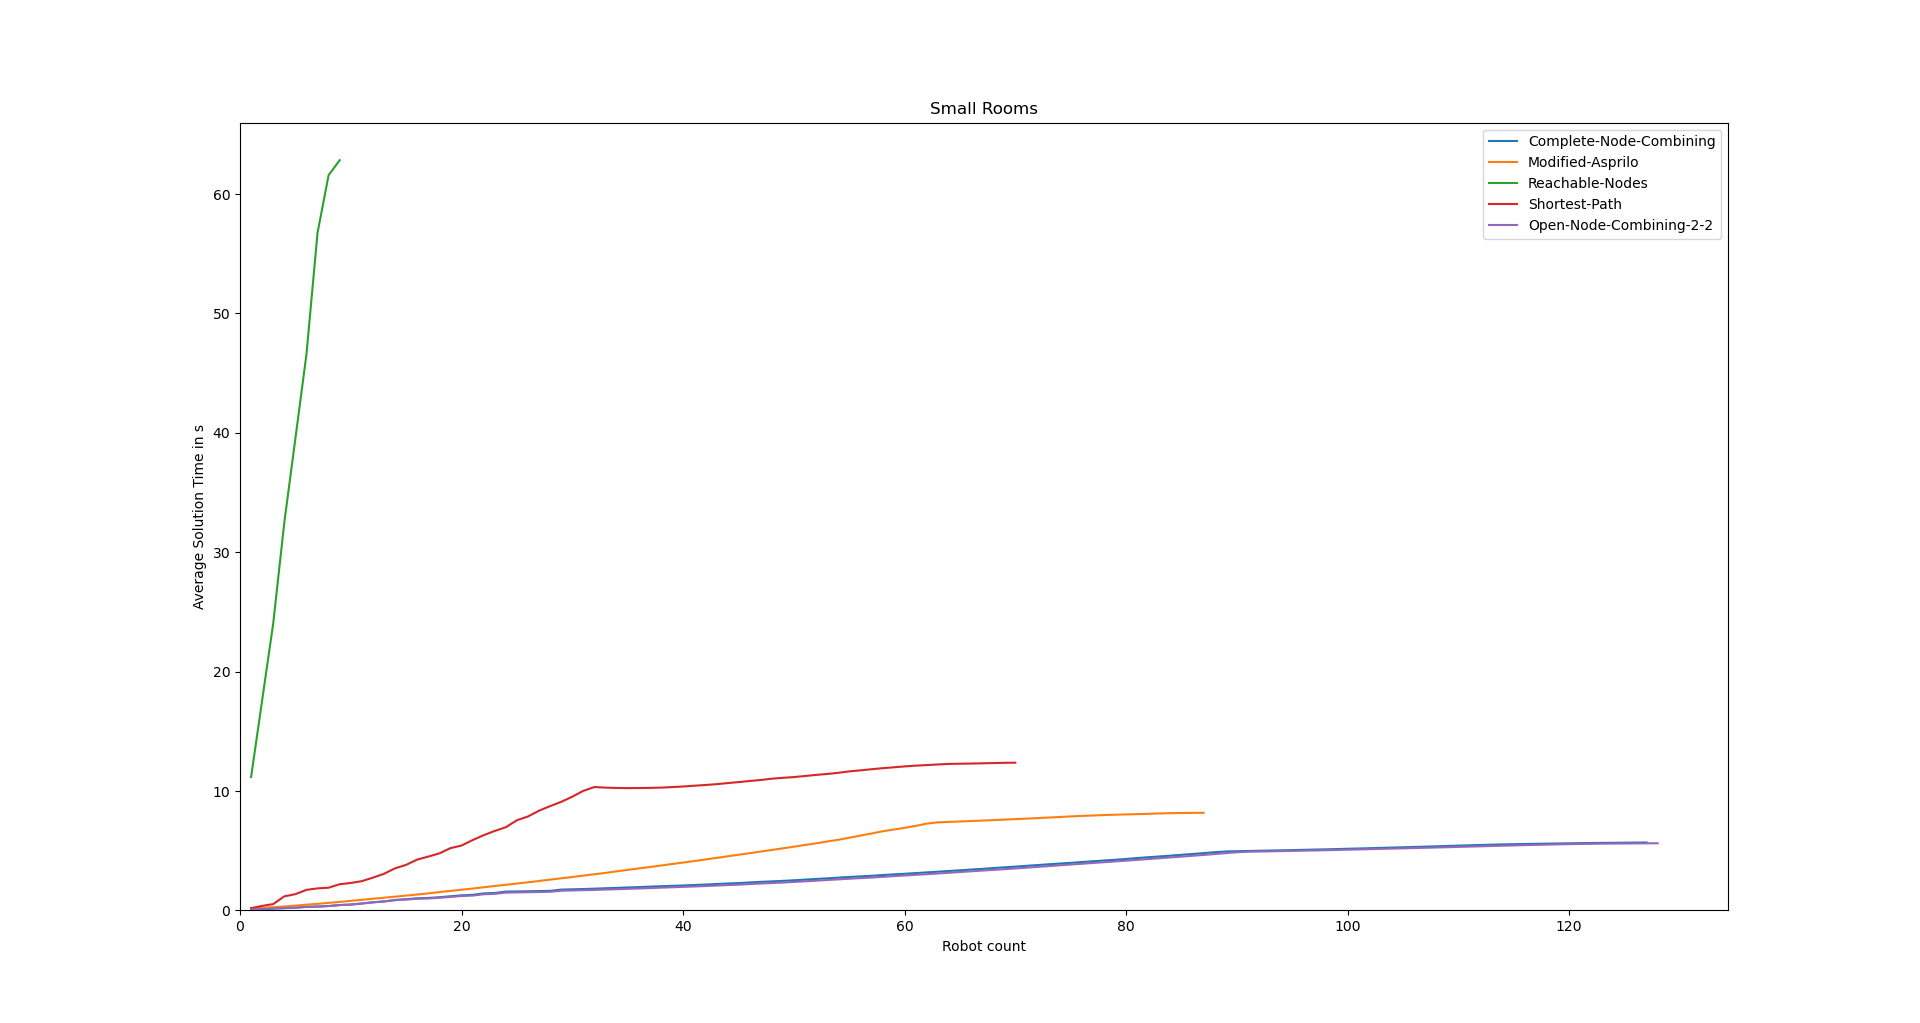 Small Rooms
Complete-Node-Combining
Modified-Asprilo
Reachable-Nodes
Shortest-Path
Open-Node-Combining-2-2
Average Solution Time in s
60
50
40
30
20
10
0
0 20 40 60 80 100 120
Robot count